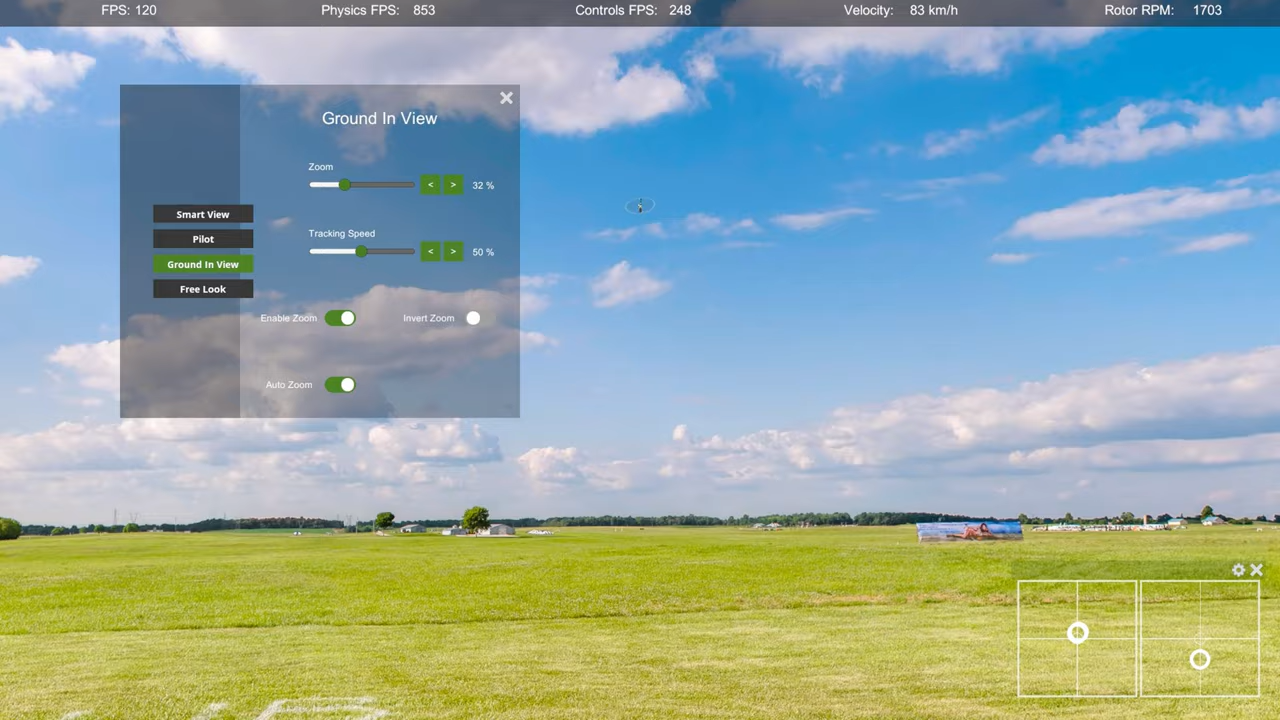 FPS: 120 Physics FPS: 853 Controls FPS: 248 Velocity: 83 km/h Rotor RPM: 1703
Ground In View
Zoom
< > 32 %
Smart View
Pilot
Ground In View
Free Look
Tracking Speed
< > 50 %
Enable Zoom Invert Zoom
Auto Zoom